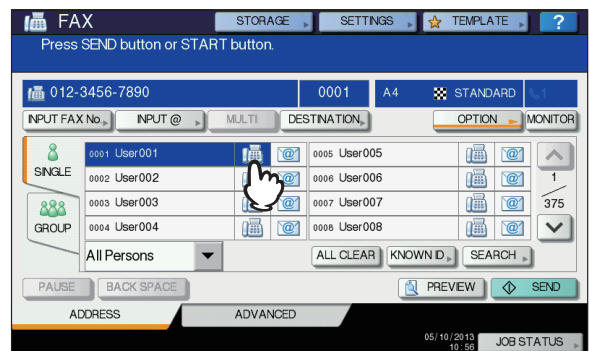 FAX STORAGE SETTINGS TEMPLATE ?
Press SEND button or START button.
012-3456-7890 0001 A4 STANDARD 1
INPUT FAX No. INPUT @ MULTI DESTINATION OPTION MONITOR
SINGLE
0001 User001 @ 0005 User005 @
0002 User002 @ 0006 User006 @
1
0003 User003 @ 0007 User007 @
375
GROUP
0004 User004 @ 0008 User008 @
All Persons ALL CLEAR KNOWN ID SEARCH
PAUSE BACK SPACE PREVIEW SEND
ADDRESS ADVANCED
05/10/2013
10:56
JOB STATUS